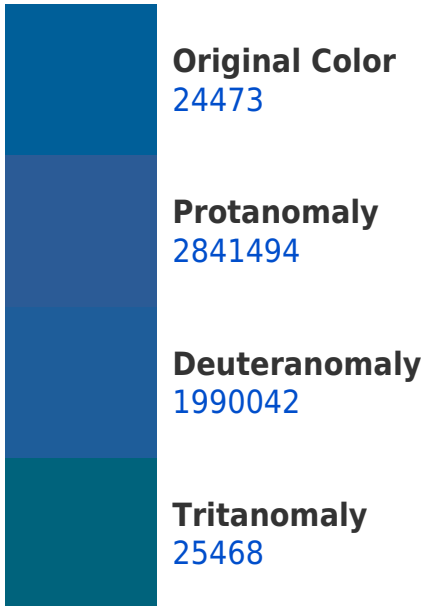 Original Color
24473
Protanomaly
2841494
Deuteranomaly
1990042
Tritanomaly
25468